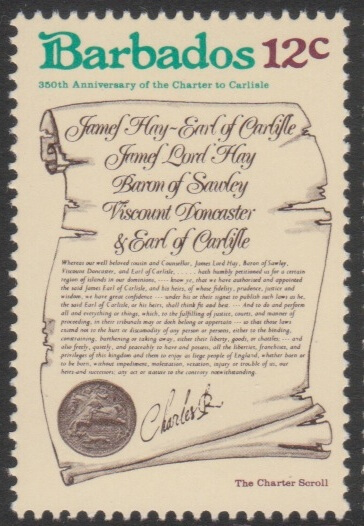 Barbados 12c
350th Anniversary of the Charter to Carlisle
James Hay~Earl of Carlisle
James Lord Hay
Baron of Sawley
Viscount Doncaster
& Earl of Carlisle
Whereas our well beloved cousin and Counsellor, James Lord Hay, Baron of Sawley,
Viscount Doncaster, and Earl of Carlisle, . . . . . hath humbly petitioned us for a certain
region of islands in our dominions, ---- know ye, that we have authorised and appointed
the said James Earl of Carlisle, and his heirs, of whose fidelity, prudence, justice and
wisdom, we have great confidence --- under his or their signet to publish such laws as he,
the said Earl of Carlisle, or his heirs, shall think fit and best. --- And to do and perform
all and everything or things, which, to the fulfilling of justice, courts, and manner of
proceeding, in their tribunals may or doth belong or appertain --- so that these laws
extend not to the hurt or discomodity of any person or persons, either to the binding,
constraining, burthening or taking away, either their liberty, goods, or chattles; --- and
also freely, quietly, and peaceably to have and possess, all the liberties, franchises, and
privileges of this kingdom and them to enjoy as liege people of England, whether born or
to be born, without impediment, molestation, vexation, injury or trouble of us, our
heirs and successors; any act or statute to the contrary notwithstanding.
Charles R
The Charter Scroll